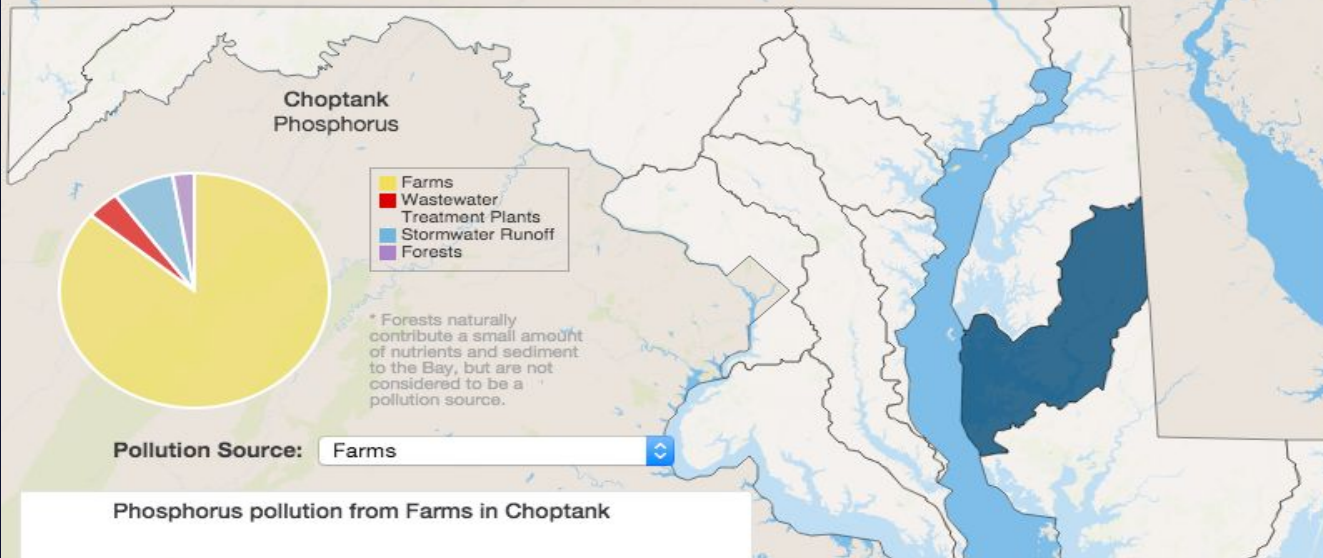 Choptank
Phosphorus
Farms
Wastewater
Treatment Plants
Stormwater Runoff
Forests
* Forests naturally
contribute a small amount
of nutrients and sediment
to the Bay, but are not
considered to be a
pollution source.
Pollution Source:
Farms
Phosphorus pollution from Farms in Choptank